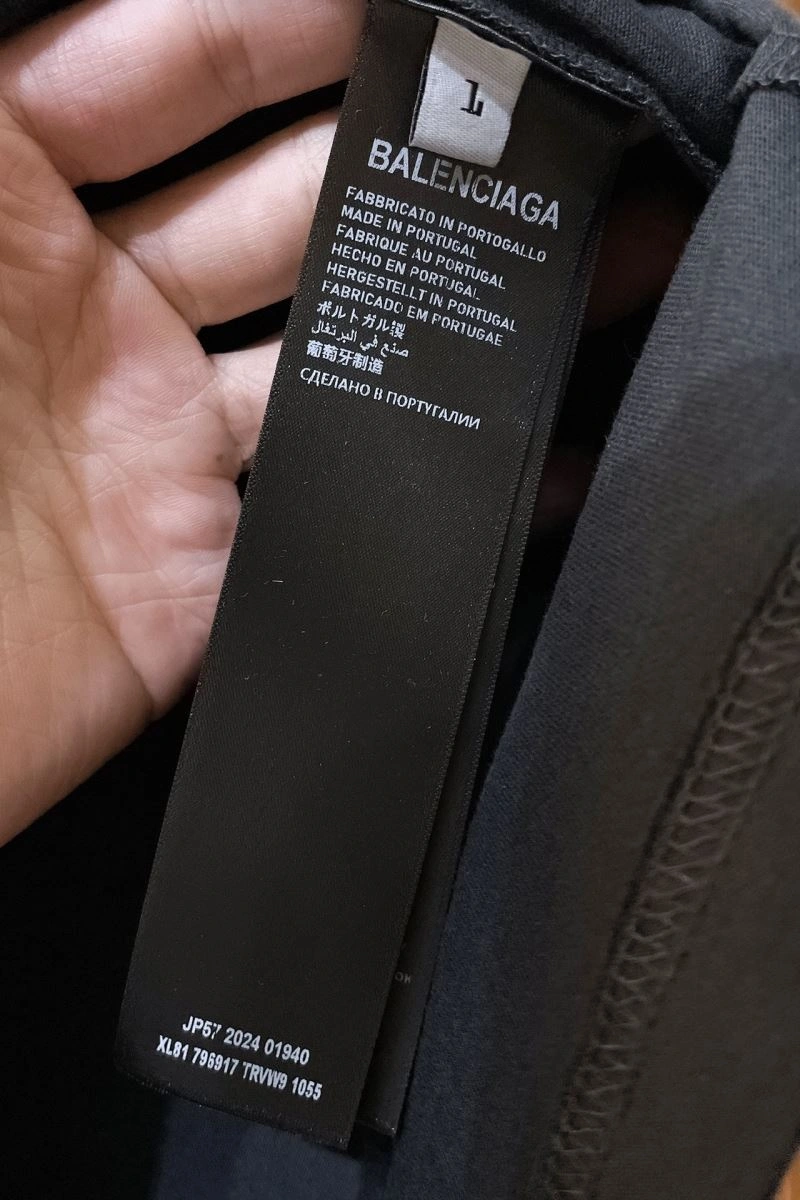 1
BALENCIAGA
FABBRICATO IN PORTOGALLO
MADE IN PORTUGAL
FABRIQUE AU PORTUGAL
HECHO EN PORTUGAL
HERGESTELLT IN PORTUGAL
FABRICADO EM PORTUGAE
ポルトガル製
صنع في البرتغال
葡萄牙制造
СДЕЛАНО В ПОРТУГАЛИИ
JP57 2024 01940
XL81 796917 TRVW9 1055